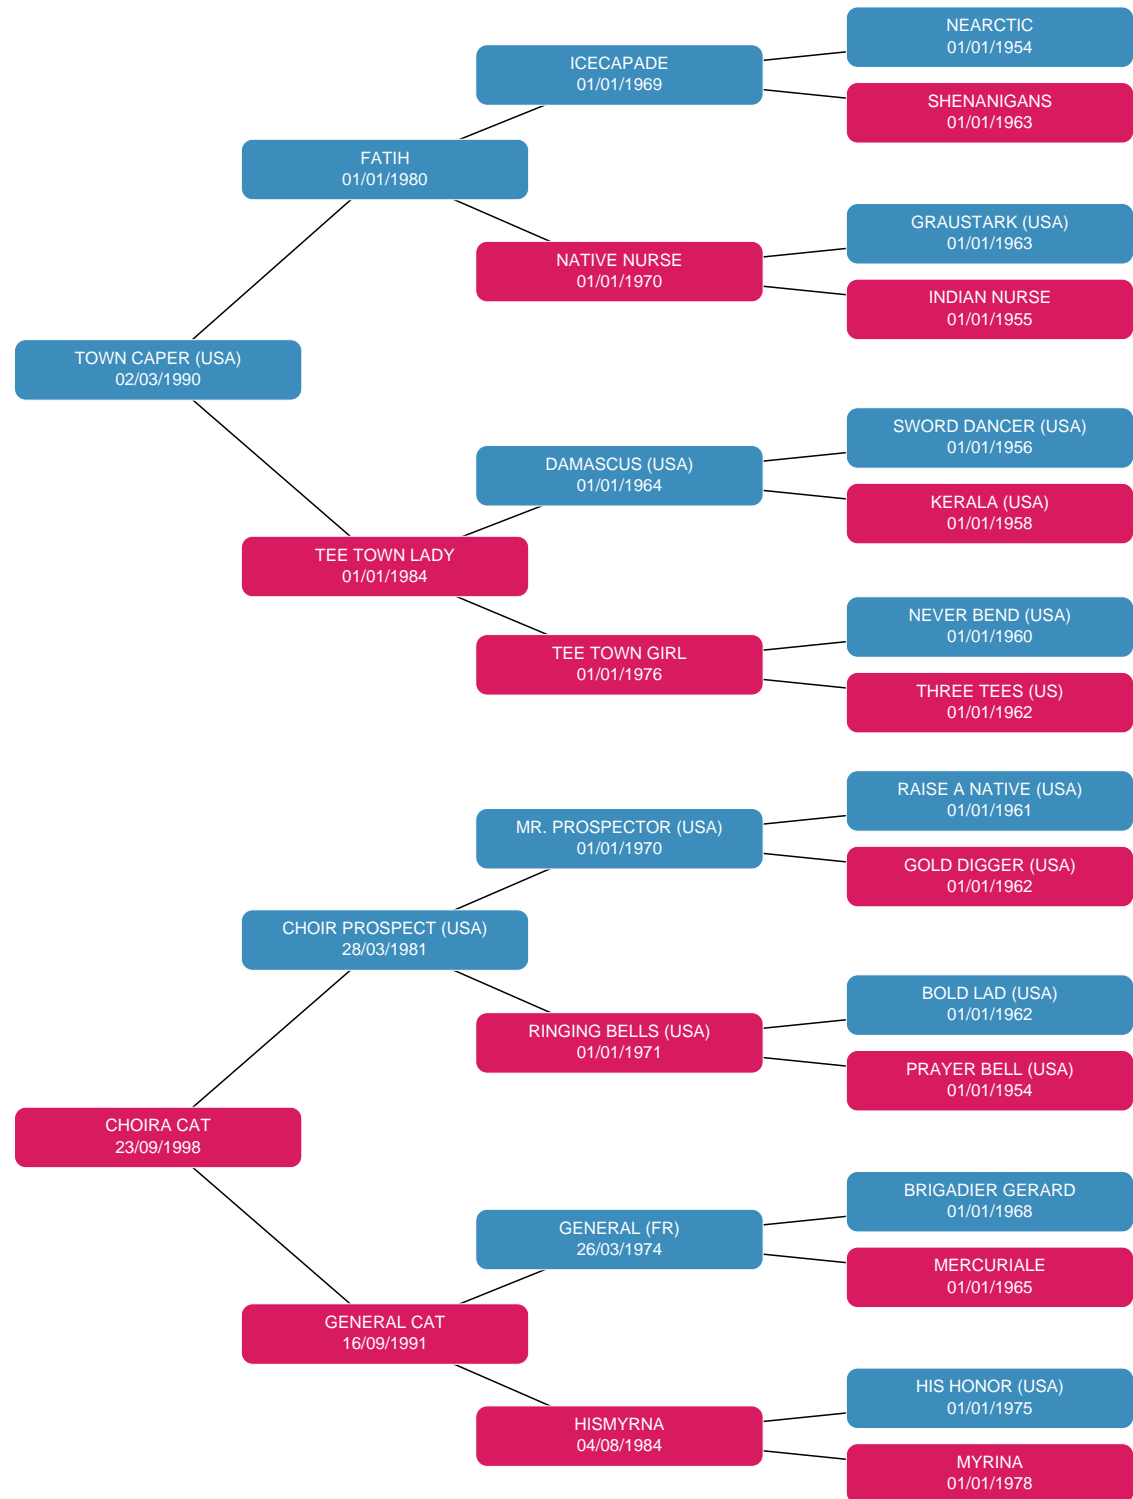 NEARCTIC
01/01/1954
ICECAPADE
01/01/1969
SHENANIGANS
01/01/1963
FATIH
01/01/1980
GRAUSTARK (USA)
01/01/1963
NATIVE NURSE
01/01/1970
INDIAN NURSE
01/01/1955
TOWN CAPER (USA)
02/03/1990
SWORD DANCER (USA)
01/01/1956
DAMASCUS (USA)
01/01/1964
KERALA (USA)
01/01/1958
TEE TOWN LADY
01/01/1984
NEVER BEND (USA)
01/01/1960
TEE TOWN GIRL
01/01/1976
THREE TEES (US)
01/01/1962
RAISE A NATIVE (USA)
01/01/1961
MR. PROSPECTOR (USA)
01/01/1970
GOLD DIGGER (USA)
01/01/1962
CHOIR PROSPECT (USA)
28/03/1981
BOLD LAD (USA)
01/01/1962
RINGING BELLS (USA)
01/01/1971
PRAYER BELL (USA)
01/01/1954
CHOIRA CAT
23/09/1998
BRIGADIER GERARD
01/01/1968
GENERAL (FR)
26/03/1974
MERCURIALE
01/01/1965
GENERAL CAT
16/09/1991
HIS HONOR (USA)
01/01/1975
HISMYRNA
04/08/1984
MYRINA
01/01/1978